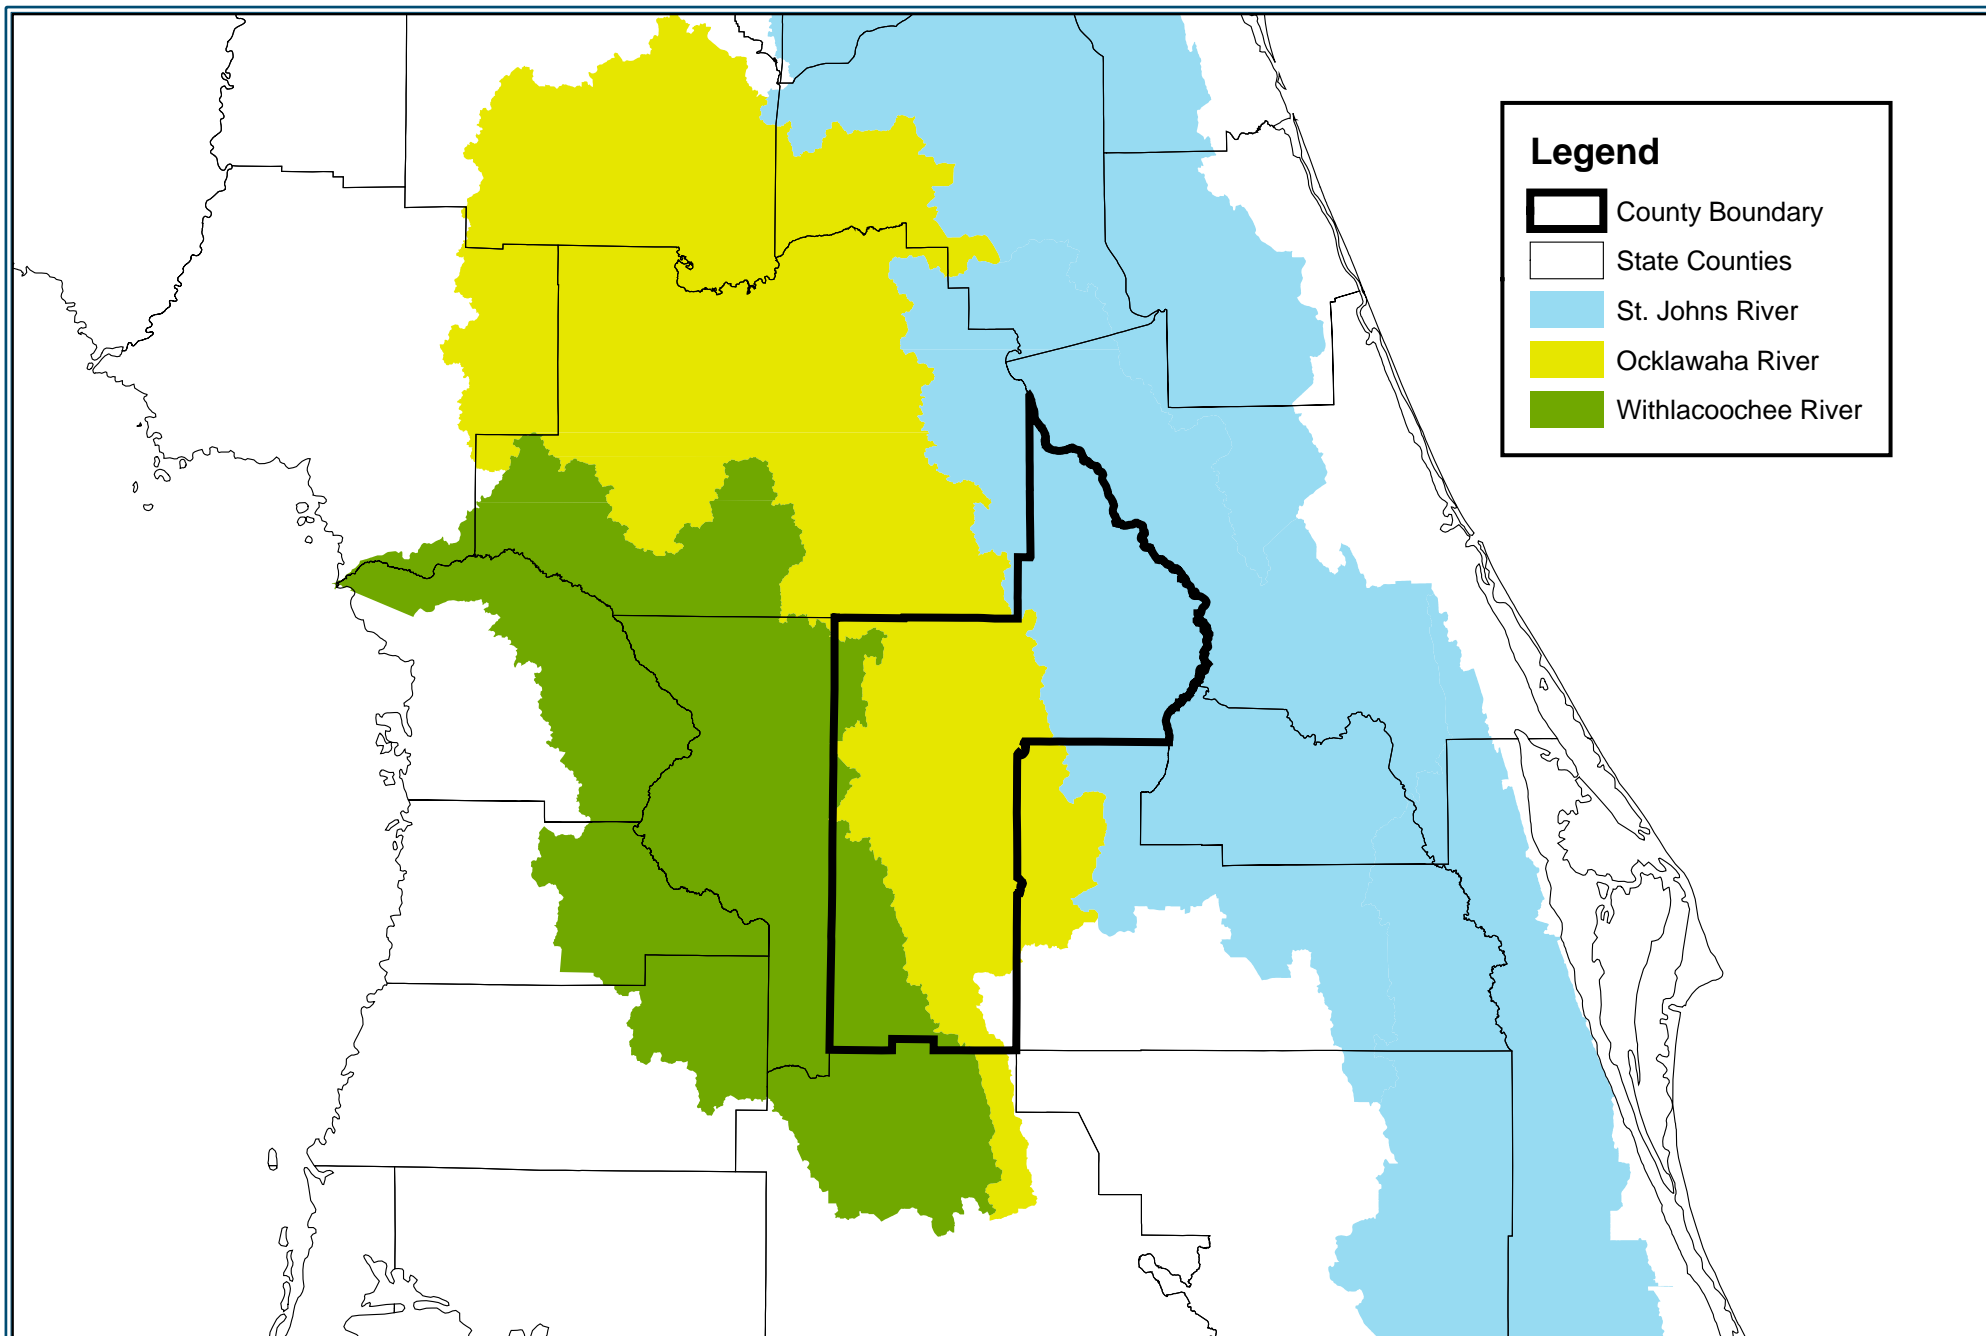 Legend
County Boundary
State Counties
St. Johns River
Ocklawaha River
Withlacoochee River